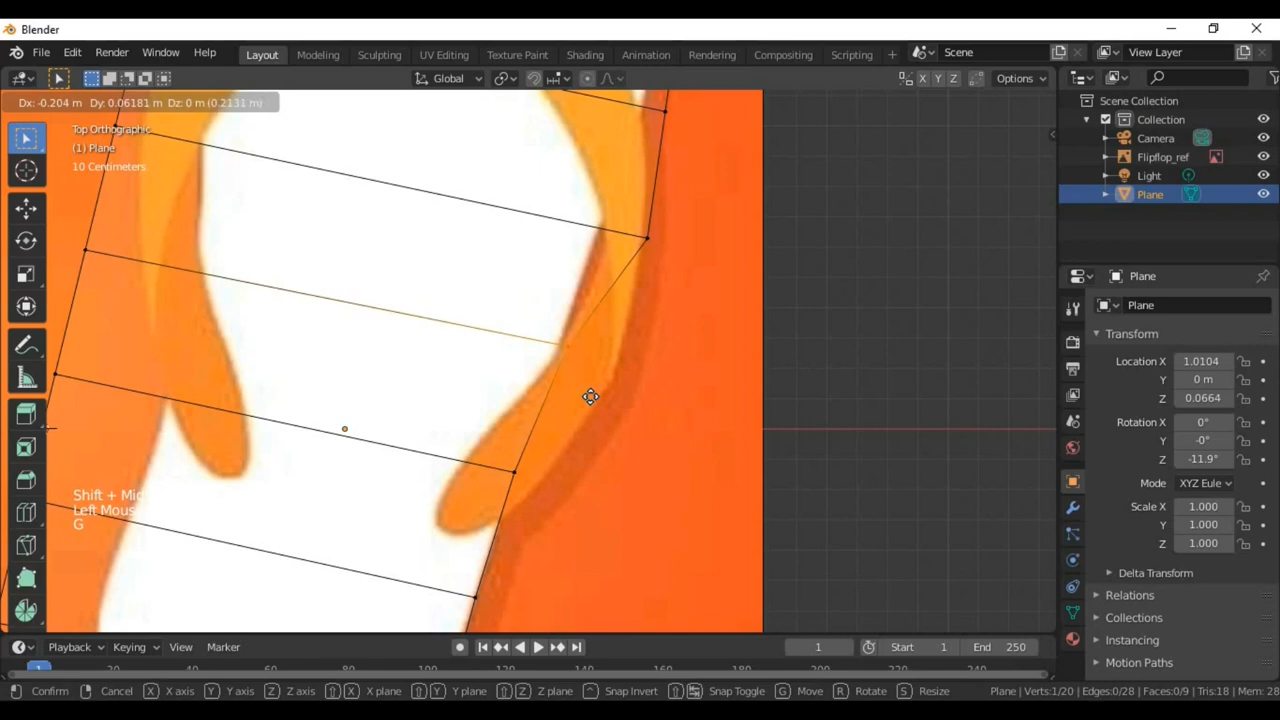 Blender
File Edit Render Window Help Layout Modeling Sculpting UV Editing Texture Paint Shading Animation Rendering Compositing Scripting + Scene View Layer
Global X Y Z Options
Dx: -0.204 m Dy: 0.06181 m Dz: 0 m (0.2131 m)
Top Orthographic
(1) Plane
10 Centimeters
Scene Collection
Collection
Camera
Flipflop_ref
Light
Plane
Plane
Plane
Transform
Location X 1.0104
Y 0 m
Z 0.0664
Rotation X 0°
Y -0°
Z -11.9°
Mode XYZ Eule
Scale X 1.000
Y 1.000
Z 1.000
Delta Transform
Relations
Collections
Instancing
Motion Paths
Shift + Mid
Left Mous
G
Playback Keying View Marker 1 Start 1 End 250
1 20 40 60 80 100 120 140 160 180 200 220 240
Confirm Cancel X X axis Y Y axis Z Z axis X X plane Y Y plane Z Z plane Snap Invert Snap Toggle G Move R Rotate S Resize Plane | Verts:1/20 | Edges:0/28 | Faces:0/9 | Tris:18 | Mem: 28